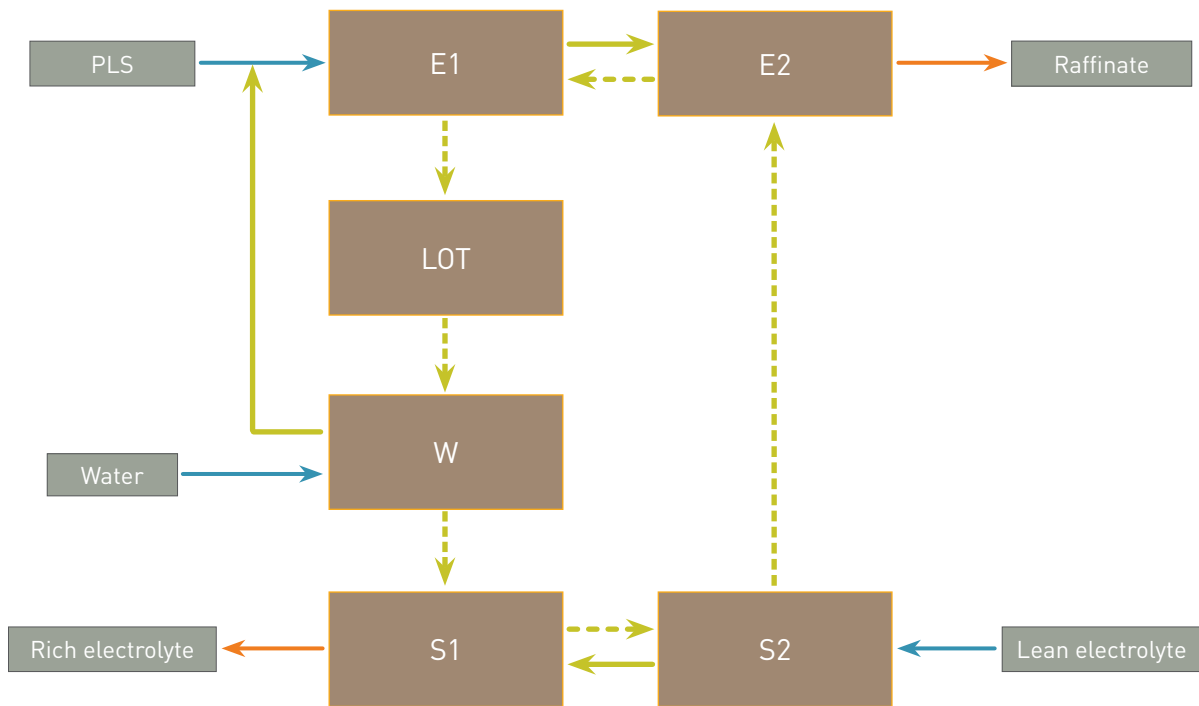 PLS
E1
E2
Raffinate
LOT
W
Water
Rich electrolyte
S1
S2
Lean electrolyte